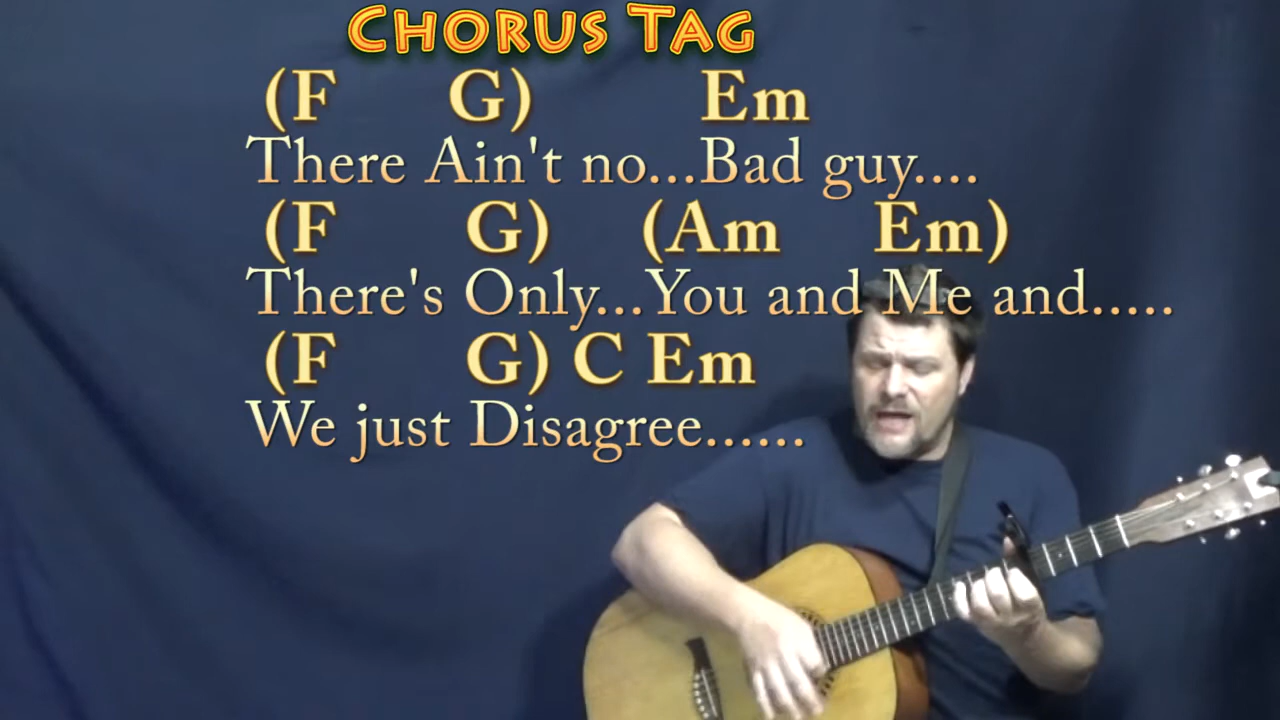 Chorus Tag
(F G) Em
There Ain't no...Bad guy....
(F G) (Am Em)
There's Only...You and Me and.....
(F G) C Em
We just Disagree......